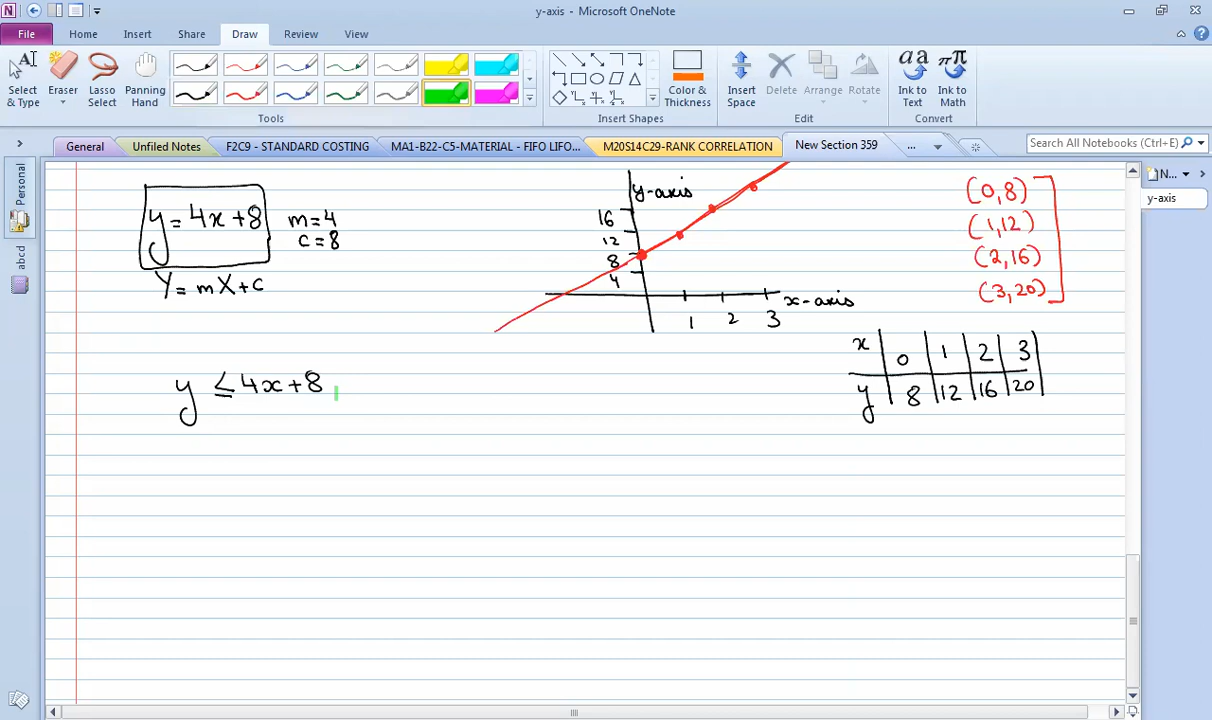 y-axis - Microsoft OneNote
File Home Insert Share Draw Review View
Select & Type
Eraser
Lasso Select
Panning Hand
Color & Thickness
Insert Space
Delete
Arrange
Rotate
Ink to Text
Ink to Math
Tools
Insert Shapes
Edit
Convert
General
Unfiled Notes
F2C9 - STANDARD COSTING
MA1-B22-C5-MATERIAL - FIFO LIFO...
M20S14C29-RANK CORRELATION
New Section 359
...
Search All Notebooks (Ctrl+E)
Personal
abcd
N...
y-axis
y=4x+8
m=4
c=8
Y = mX+c
y-axis
16
12
8
4
x-axis
1 2 3
(0,8)
(1,12)
(2,16)
(3,20)
x 0 1 2 3
y 8 12 16 20
y ≤ 4x+8